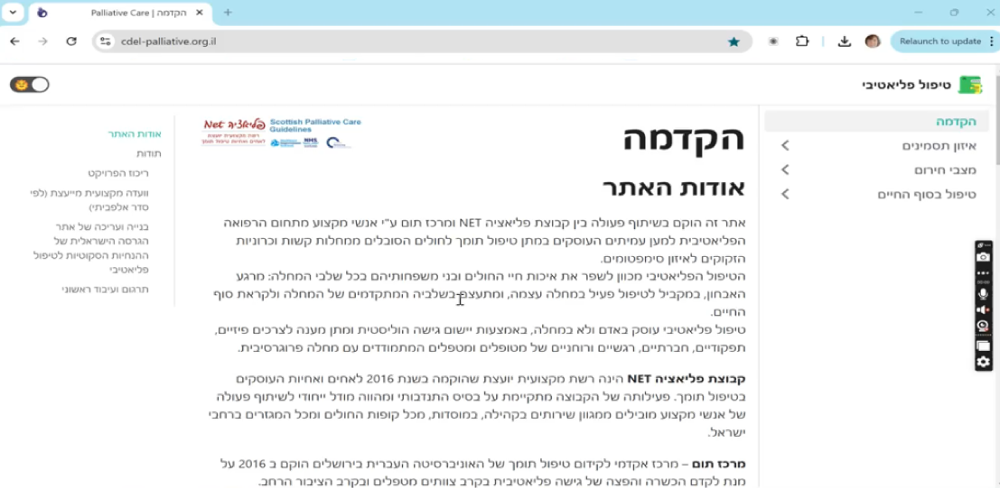 Palliative Care | הקדמה
cdel-palliative.org.il
Relaunch to update
טיפול פליאטיבי
הקדמה
איזון תסמינים
מצבי חירום
טיפול בסוף החיים
פליאציה Net
רשת מקצועית יועצת
לאחים ואחיות טיפול תומך
Scottish Palliative Care
Guidelines
NHS
הקדמה
אודות האתר
אתר זה הוקם בשיתוף פעולה בין קבוצת פליאציה NET ומרכז תום ע"י אנשי מקצוע מתחום הרפואה
הפליאטיבית למען עמיתים העוסקים במתן טיפול תומך לחולים הסובלים ממחלות קשות וכרוניות
הזקוקים לאיזון סימפטומים.
הטיפול הפליאטיבי מכוון לשפר את איכות חיי החולים ובני משפחותיהם בכל שלבי המחלה: מרגע
האבחון, במקביל לטיפול פעיל במחלה עצמה, ומתעצם בשלביה המתקדמים של המחלה ולקראת סוף
החיים.
טיפול פליאטיבי עוסק באדם ולא במחלה, באמצעות יישום גישה הוליסטית ומתן מענה לצרכים פיזיים,
תפקודיים, חברתיים, רגשיים ורוחניים של מטופלים ומטפלים המתמודדים עם מחלה פרוגרסיבית.
קבוצת פליאציה NET הינה רשת מקצועית יועצת שהוקמה בשנת 2016 לאחים ואחיות העוסקים
בטיפול תומך. פעילותה של הקבוצה מתקיימת על בסיס התנדבותי ומהווה מודל ייחודי לשיתוף פעולה
של אנשי מקצוע מובילים ממגוון שירותים בקהילה, במוסדות, מכל קופות החולים ומכל המגזרים ברחבי
ישראל.
מרכז תום – מרכז אקדמי לקידום טיפול תומך של האוניברסיטה העברית בירושלים הוקם ב 2016 על
מנת לקדם הכשרה והפצה של גישה פליאטיבית בקרב צוותים מטפלים ובקרב הציבור הרחב.
אודות האתר
תודות
ריכוז הפרויקט
וועדה מקצועית מייעצת (לפי
סדר אלפביתי)
בנייה ועריכה של אתר
הגרסה הישראלית של
ההנחיות הסקוטיות לטיפול
פליאטיבי
תרגום ועיבוד ראשוני